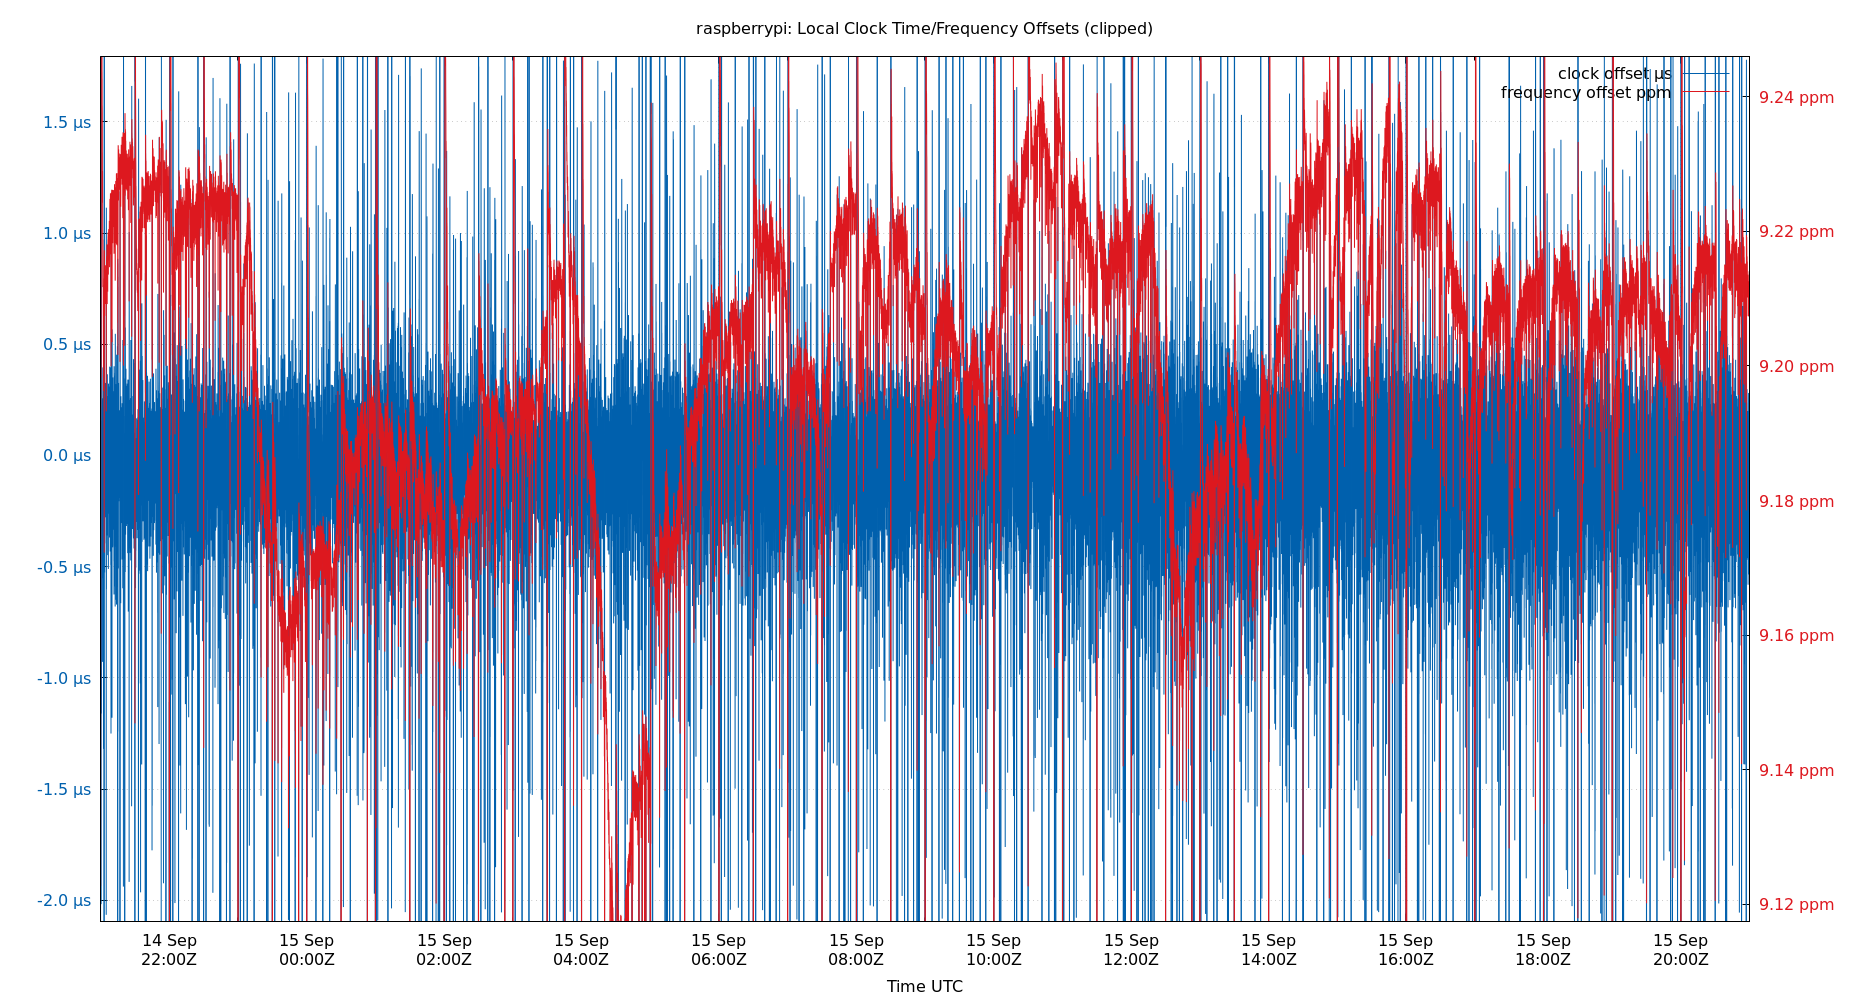 raspberrypi: Local Clock Time/Frequency Offsets (clipped)
clock offset µs
frequency offset ppm
1.5 µs
1.0 µs
0.5 µs
0.0 µs
-0.5 µs
-1.0 µs
-1.5 µs
-2.0 µs
9.24 ppm
9.22 ppm
9.20 ppm
9.18 ppm
9.16 ppm
9.14 ppm
9.12 ppm
14 Sep 15 Sep 15 Sep 15 Sep 15 Sep 15 Sep 15 Sep 15 Sep 15 Sep 15 Sep 15 Sep 15 Sep
22:00Z 00:00Z 02:00Z 04:00Z 06:00Z 08:00Z 10:00Z 12:00Z 14:00Z 16:00Z 18:00Z 20:00Z
Time UTC